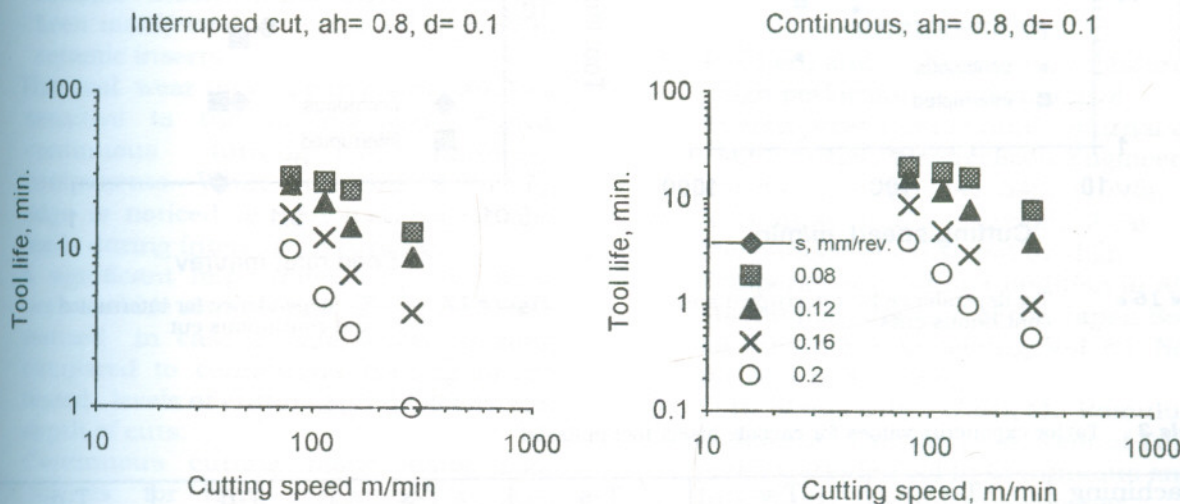 Interrupted cut, ah= 0.8, d= 0.1
100
10
1
10 100 1000
Tool life, min.
Cutting speed m/min
Continuous, ah= 0.8, d= 0.1
100
10
1
0.1
10 100 1000
Tool life, min.
Cutting speed, m/min
s, mm/rev.
0.08
0.12
0.16
0.2